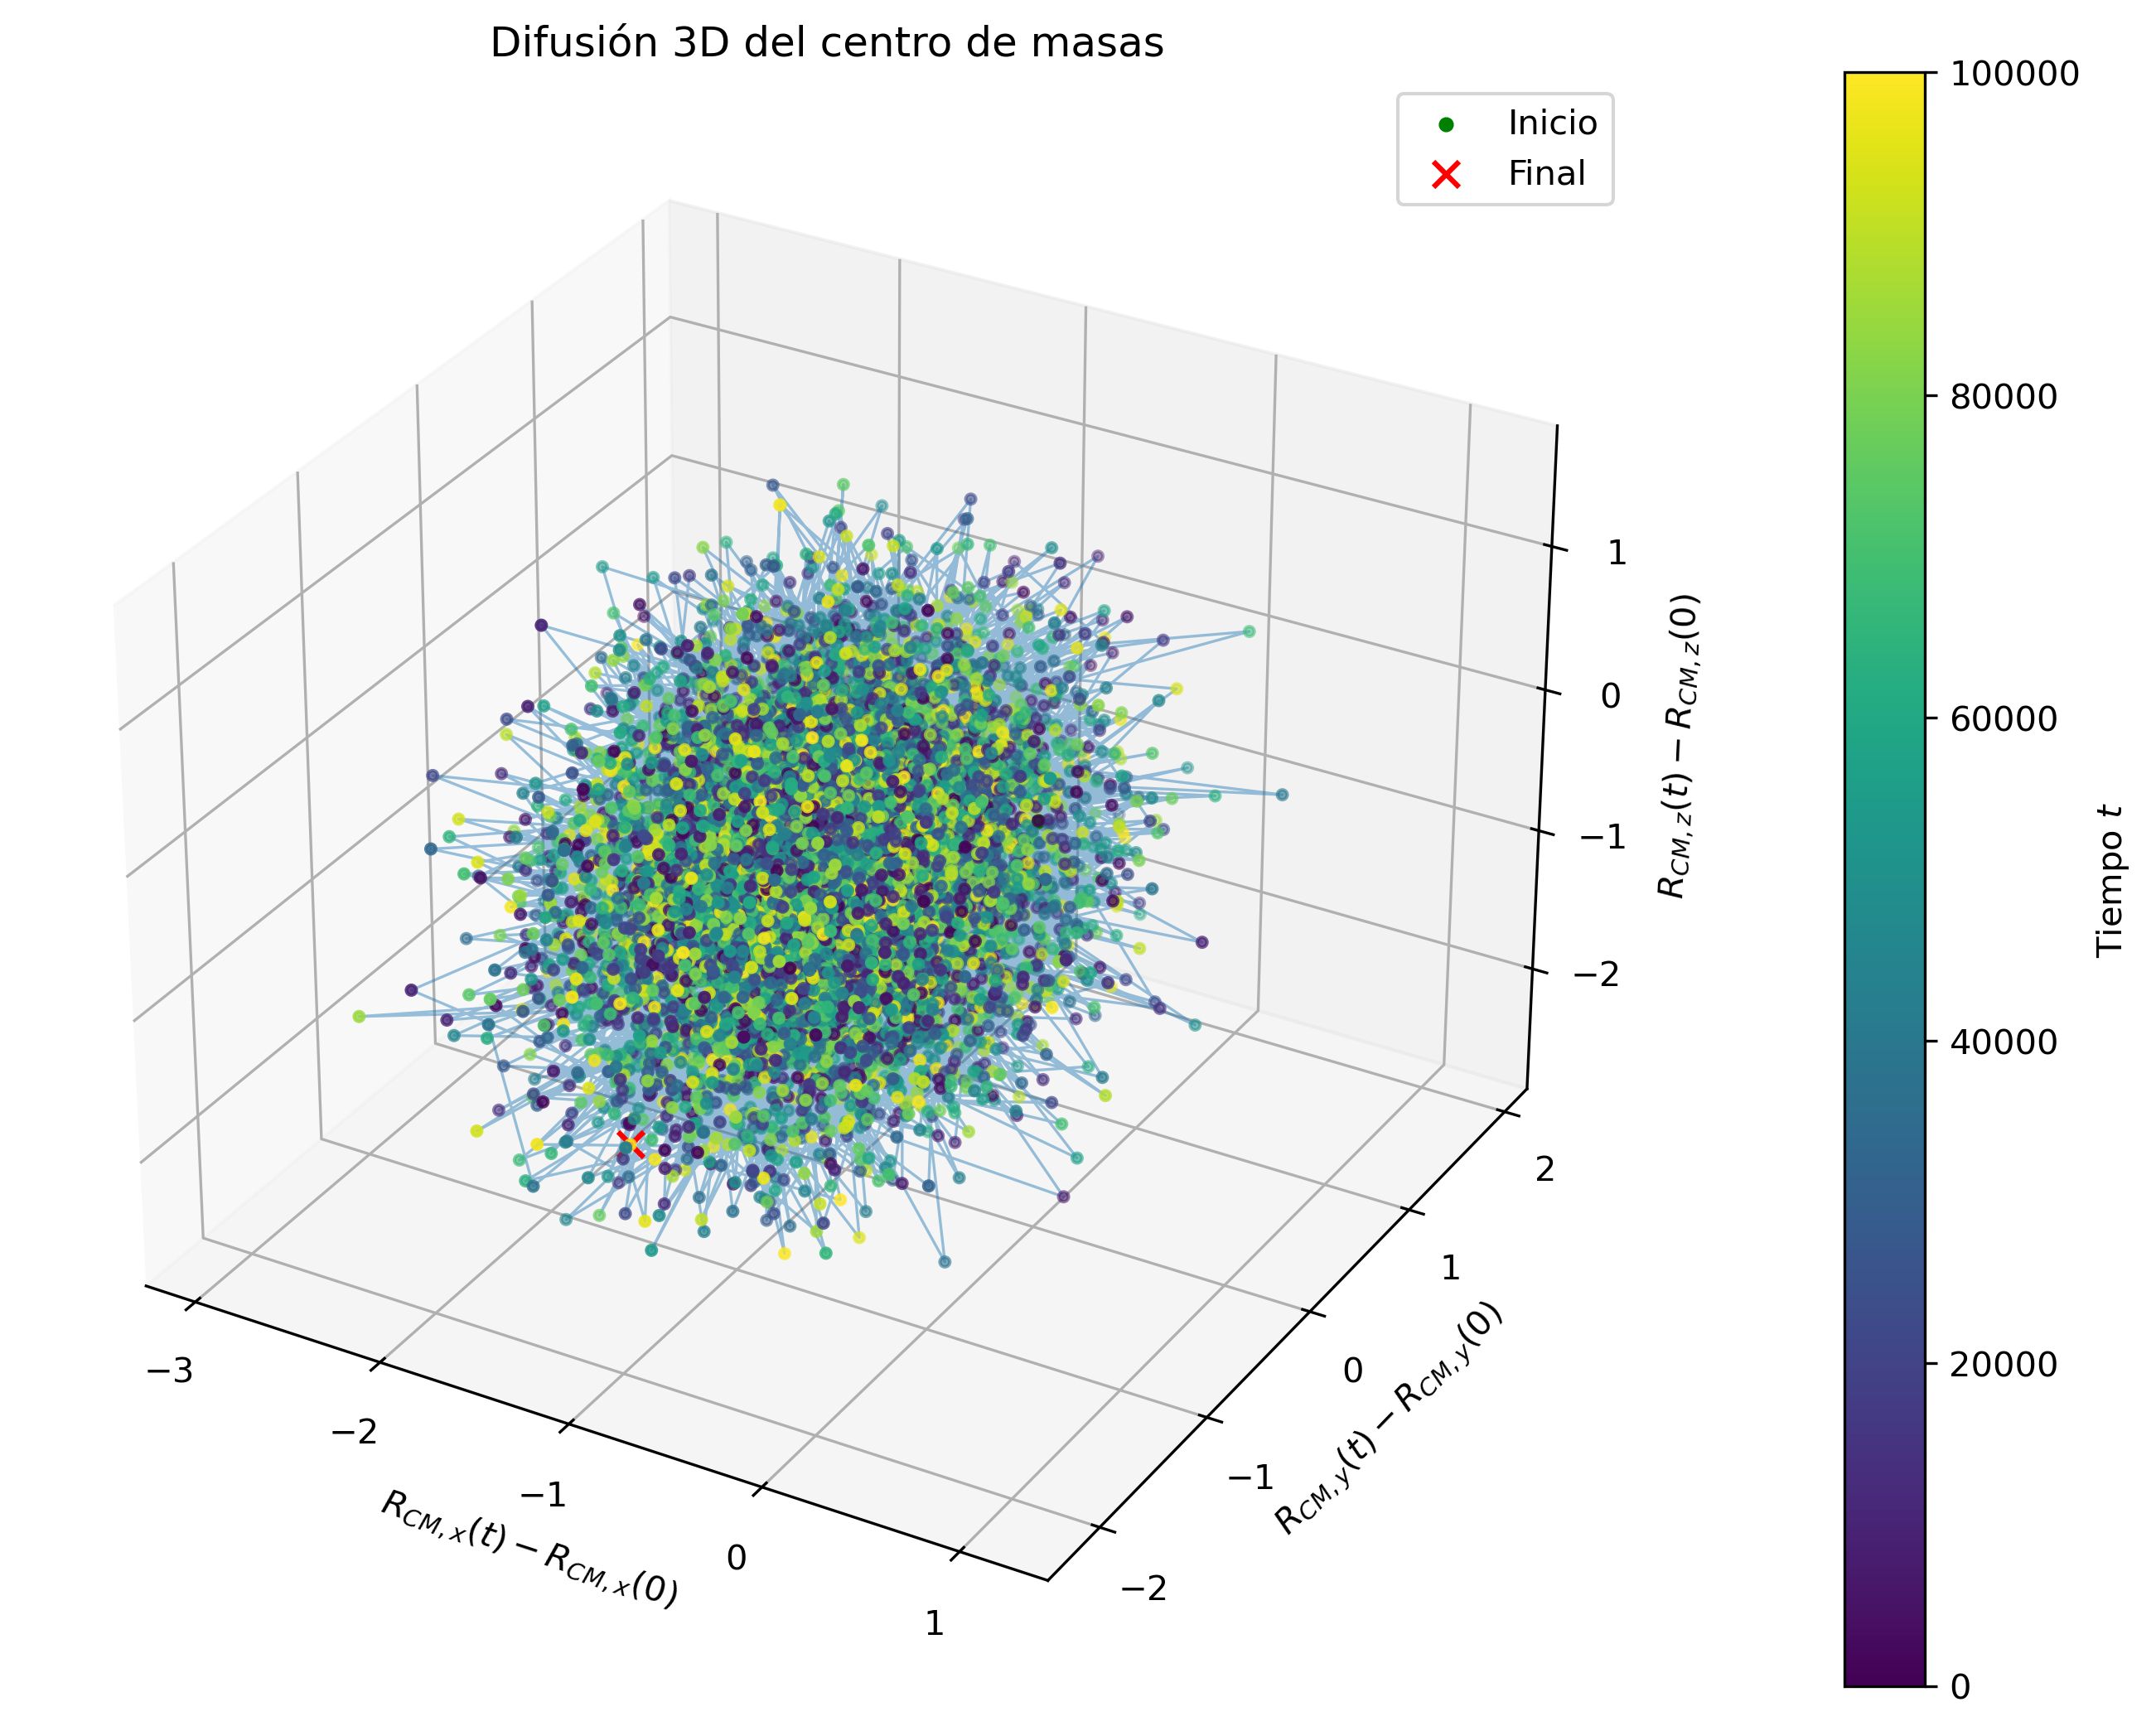 Difusión 3D del centro de masas
Inicio
Final
100000
80000
60000
40000
20000
0
Tiempo t
1
0
−1
−2
R_{CM,z}(t) − R_{CM,z}(0)
2
1
0
−1
−2
R_{CM,y}(t) − R_{CM,y}(0)
−3
−2
−1
0
1
R_{CM,x}(t) − R_{CM,x}(0)